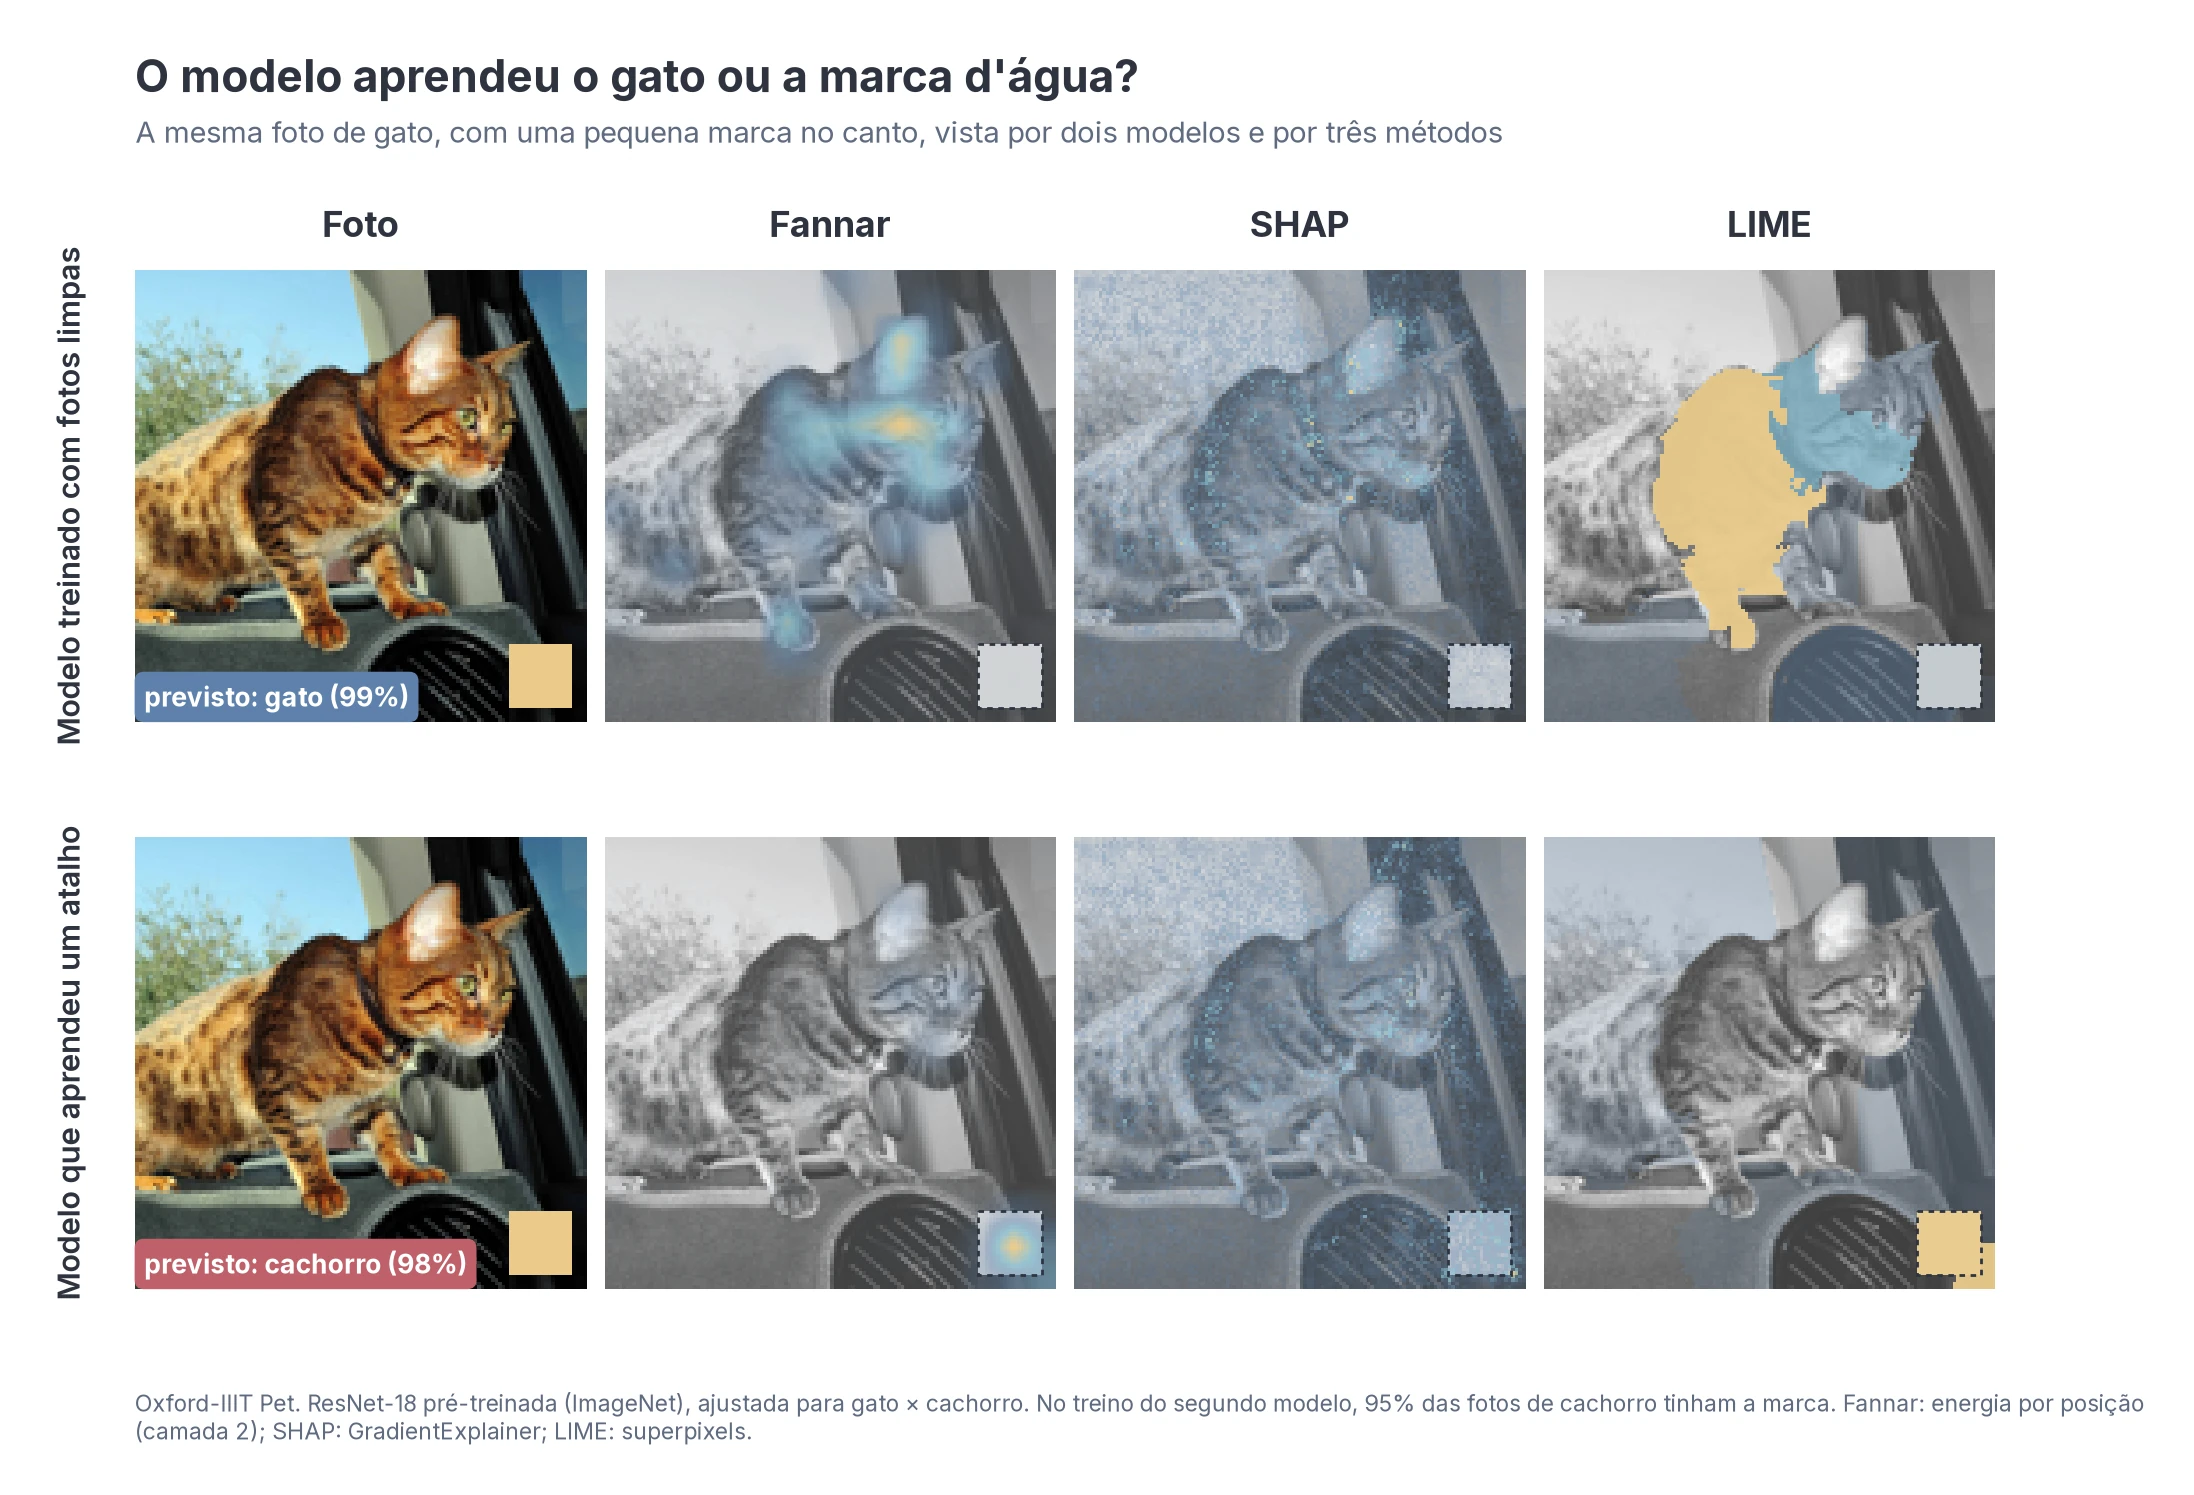 O modelo aprendeu o gato ou a marca d'água?
A mesma foto de gato, com uma pequena marca no canto, vista por dois modelos e por três métodos
Foto
Fannar
SHAP
LIME
Modelo treinado com fotos limpas
previsto: gato (99%)
Modelo que aprendeu um atalho
previsto: cachorro (98%)
Oxford-IIIT Pet. ResNet-18 pré-treinada (ImageNet), ajustada para gato × cachorro. No treino do segundo modelo, 95% das fotos de cachorro tinham a marca. Fannar: energia por posição
(camada 2); SHAP: GradientExplainer; LIME: superpixels.